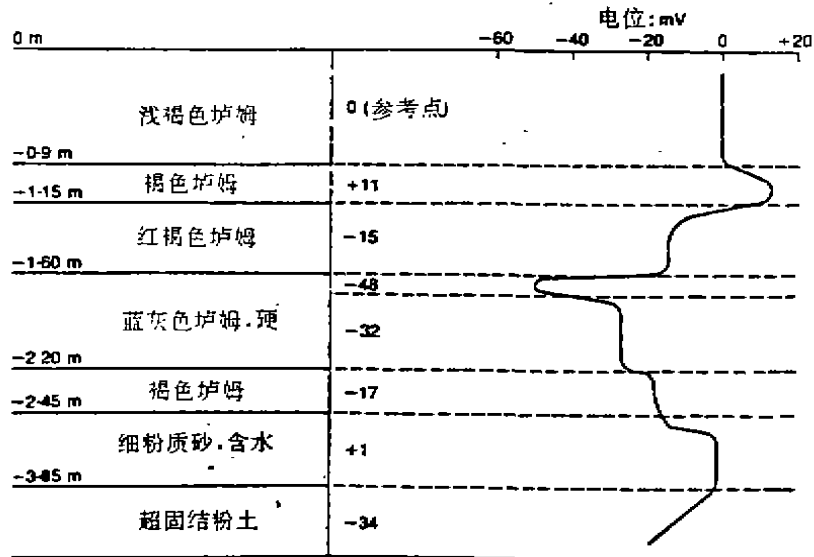 电位:mV
0 m
-60 -40 -20 0 +20
浅褐色垆姆 0(参考点)
-0·9 m
褐色垆姆 +11
-1·15 m
红褐色垆姆 -15
-1·60 m
-48
蓝灰色垆姆·硬 -32
-2·20 m
褐色垆姆 -17
-2·45 m
细粉质砂·含水 +1
-3·85 m
超固结粉土 -34